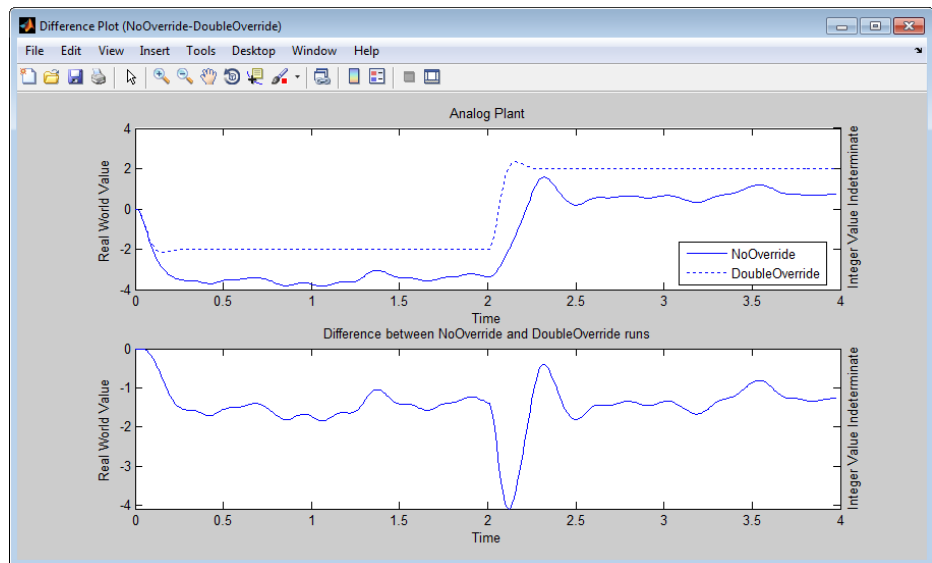 Difference Plot (NoOverride-DoubleOverride)
File Edit View Insert Tools Desktop Window Help
Analog Plant
Real World Value
4
2
0
-2
-4
0 0.5 1 1.5 2 2.5 3 3.5 4
Time
Integer Value Indeterminate
NoOverride
DoubleOverride
Difference between NoOverride and DoubleOverride runs
Real World Value
0
-1
-2
-3
-4
0 0.5 1 1.5 2 2.5 3 3.5 4
Time
Integer Value Indeterminate